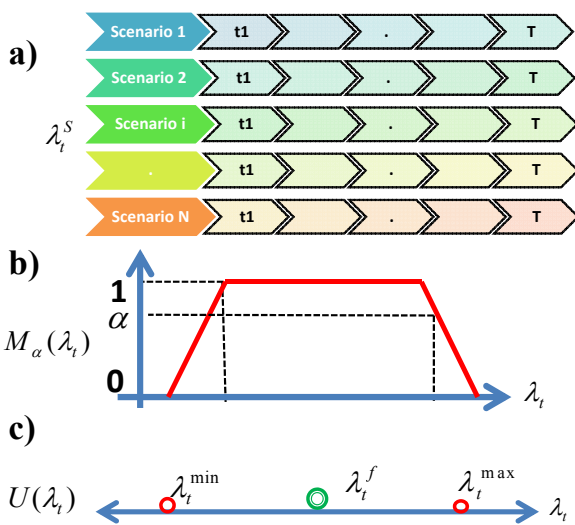 a)
Scenario 1 t1 . T
Scenario 2 t1 . T
λ_t^S
Scenario i t1 . T
. t1 . T
Scenario N t1 . T
b)
1
α
M_α(λ_t)
0
λ_t
c)
λ_t^min λ_t^f λ_t^max
U(λ_t) λ_t